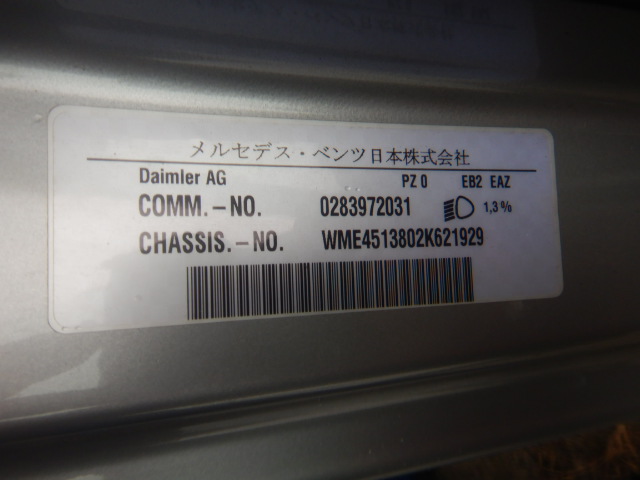 メルセデス・ベンツ日本株式会社
Daimler AG PZ 0 EB2 EAZ
COMM.-NO. 0283972031 1,3%
CHASSIS.-NO. WME4513802K621929